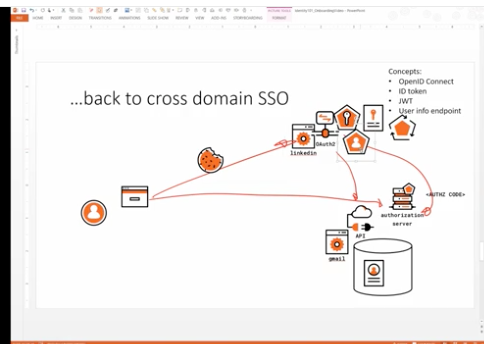 FILE HOME INSERT DESIGN TRANSITIONS ANIMATIONS SLIDE SHOW REVIEW VIEW ADD-INS STORYBOARDING FORMAT
Concepts:
• OpenID Connect
• ID token
• JWT
• User info endpoint
...back to cross domain SSO
OAuth2
linkedin
<AUTHZ CODE>
authorization
server
API
gmail